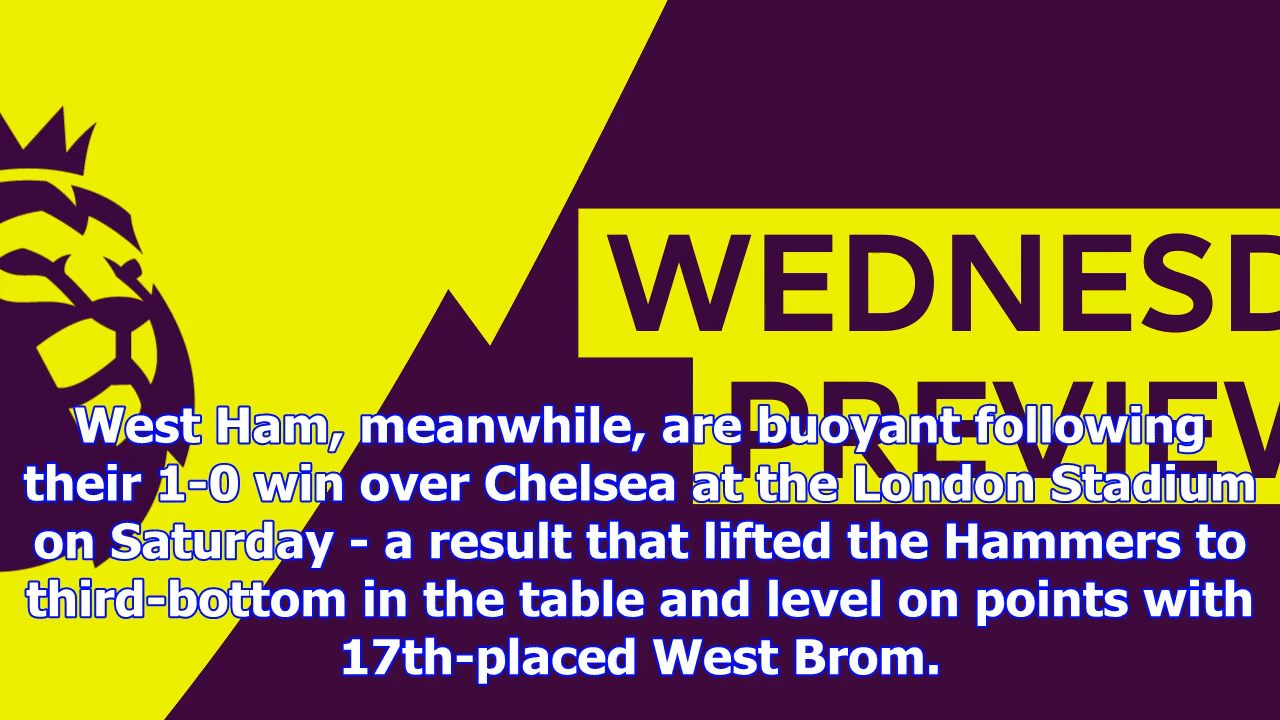 WEDNESD
PREVIEW
West Ham, meanwhile, are buoyant following
their 1-0 win over Chelsea at the London Stadium
on Saturday - a result that lifted the Hammers to
third-bottom in the table and level on points with
17th-placed West Brom.